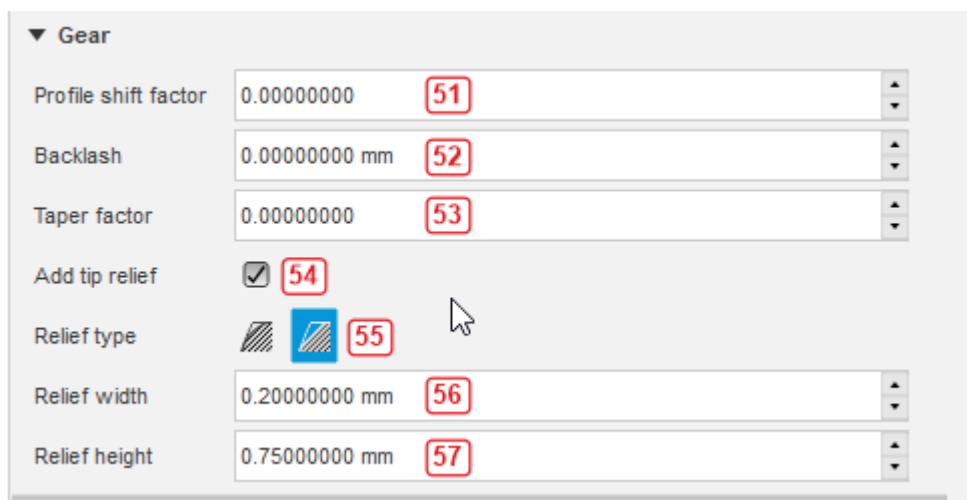 Gear
Profile shift factor 0.00000000 51
Backlash 0.00000000 mm 52
Taper factor 0.00000000 53
Add tip relief 54
Relief type 55
Relief width 0.20000000 mm 56
Relief height 0.75000000 mm 57